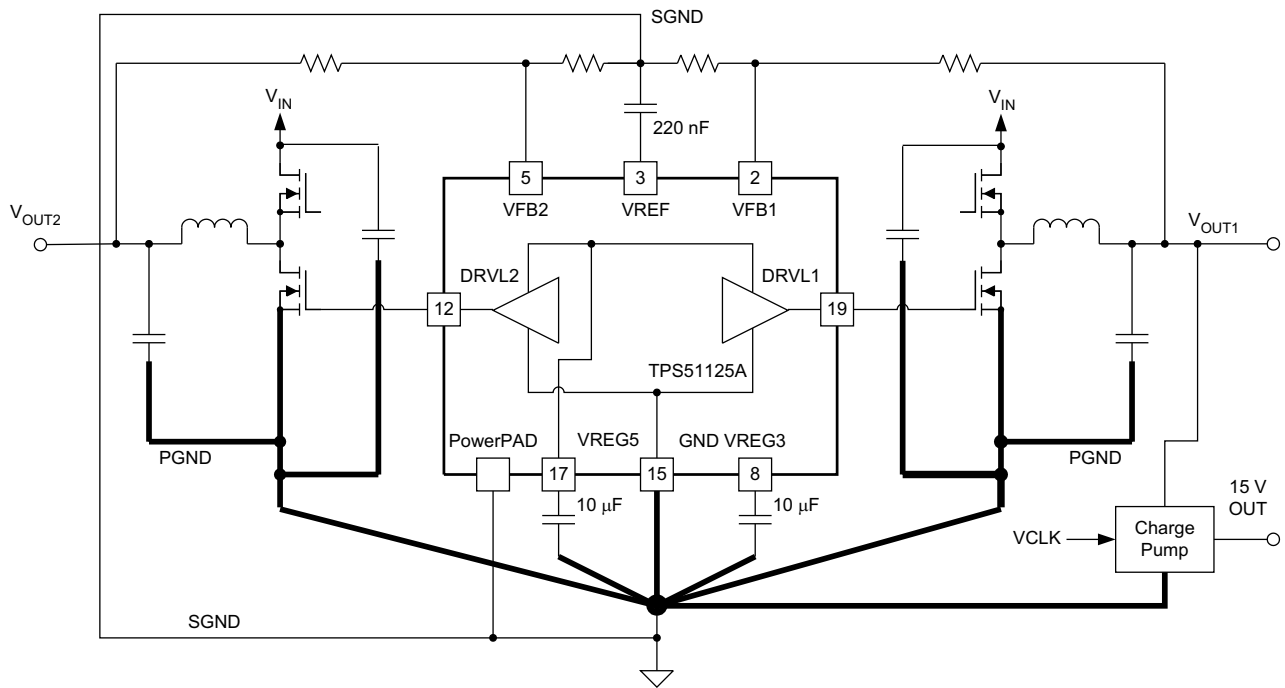 SGND
V_IN
V_IN
220 nF
5
3
2
VFB2
VREF
VFB1
V_OUT2
V_OUT1
DRVL2
DRVL1
12
19
TPS51125A
PowerPAD
VREG5
GND VREG3
PGND
PGND
17
15
8
10 μF
10 μF
15 V
OUT
VCLK
Charge
Pump
SGND